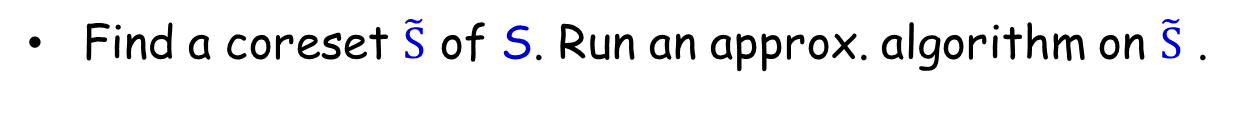 • Find a coreset S̃ of S. Run an approx. algorithm on S̃ .